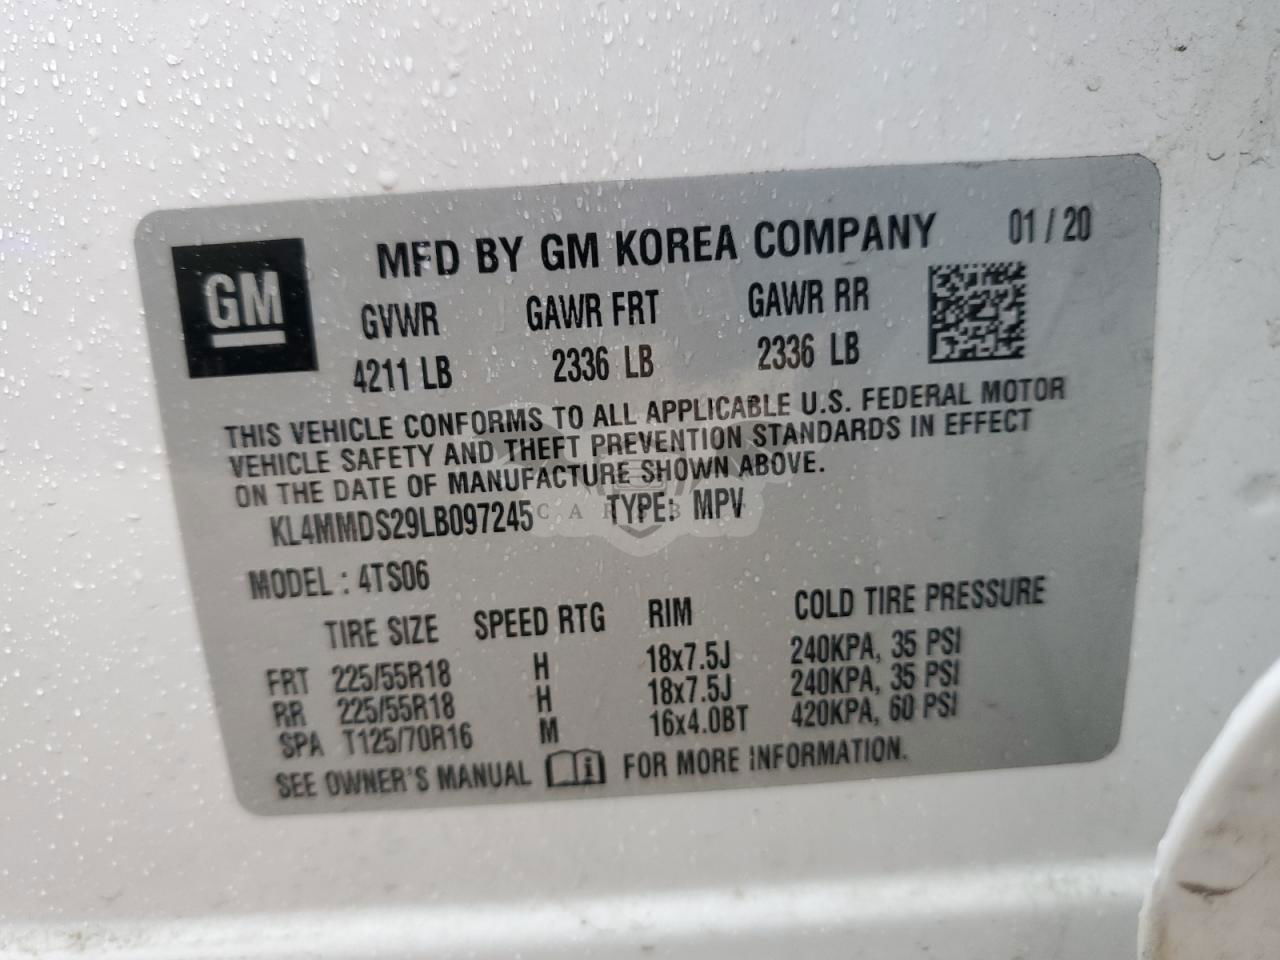 GM
MFD BY GM KOREA COMPANY 01 / 20
GVWR GAWR FRT GAWR RR
4211 LB 2336 LB 2336 LB
THIS VEHICLE CONFORMS TO ALL APPLICABLE U.S. FEDERAL MOTOR
VEHICLE SAFETY AND THEFT PREVENTION STANDARDS IN EFFECT
ON THE DATE OF MANUFACTURE SHOWN ABOVE.
KL4MMDS29LB097245 TYPE: MPV
MODEL : 4TS06
TIRE SIZE SPEED RTG RIM COLD TIRE PRESSURE
FRT 225/55R18 H 18x7.5J 240KPA, 35 PSI
RR 225/55R18 H 18x7.5J 240KPA, 35 PSI
SPA T125/70R16 M 16x4.0BT 420KPA, 60 PSI
SEE OWNER'S MANUAL i FOR MORE INFORMATION.